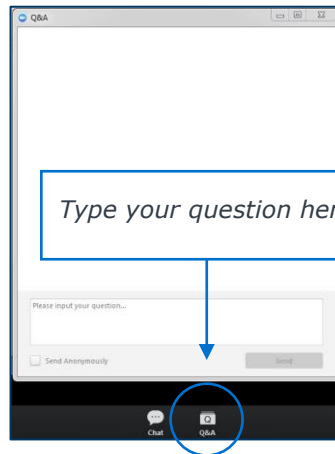 Q&A
Type your question her
Please input your question...
Send Anonymously
Send
Chat
Q&A